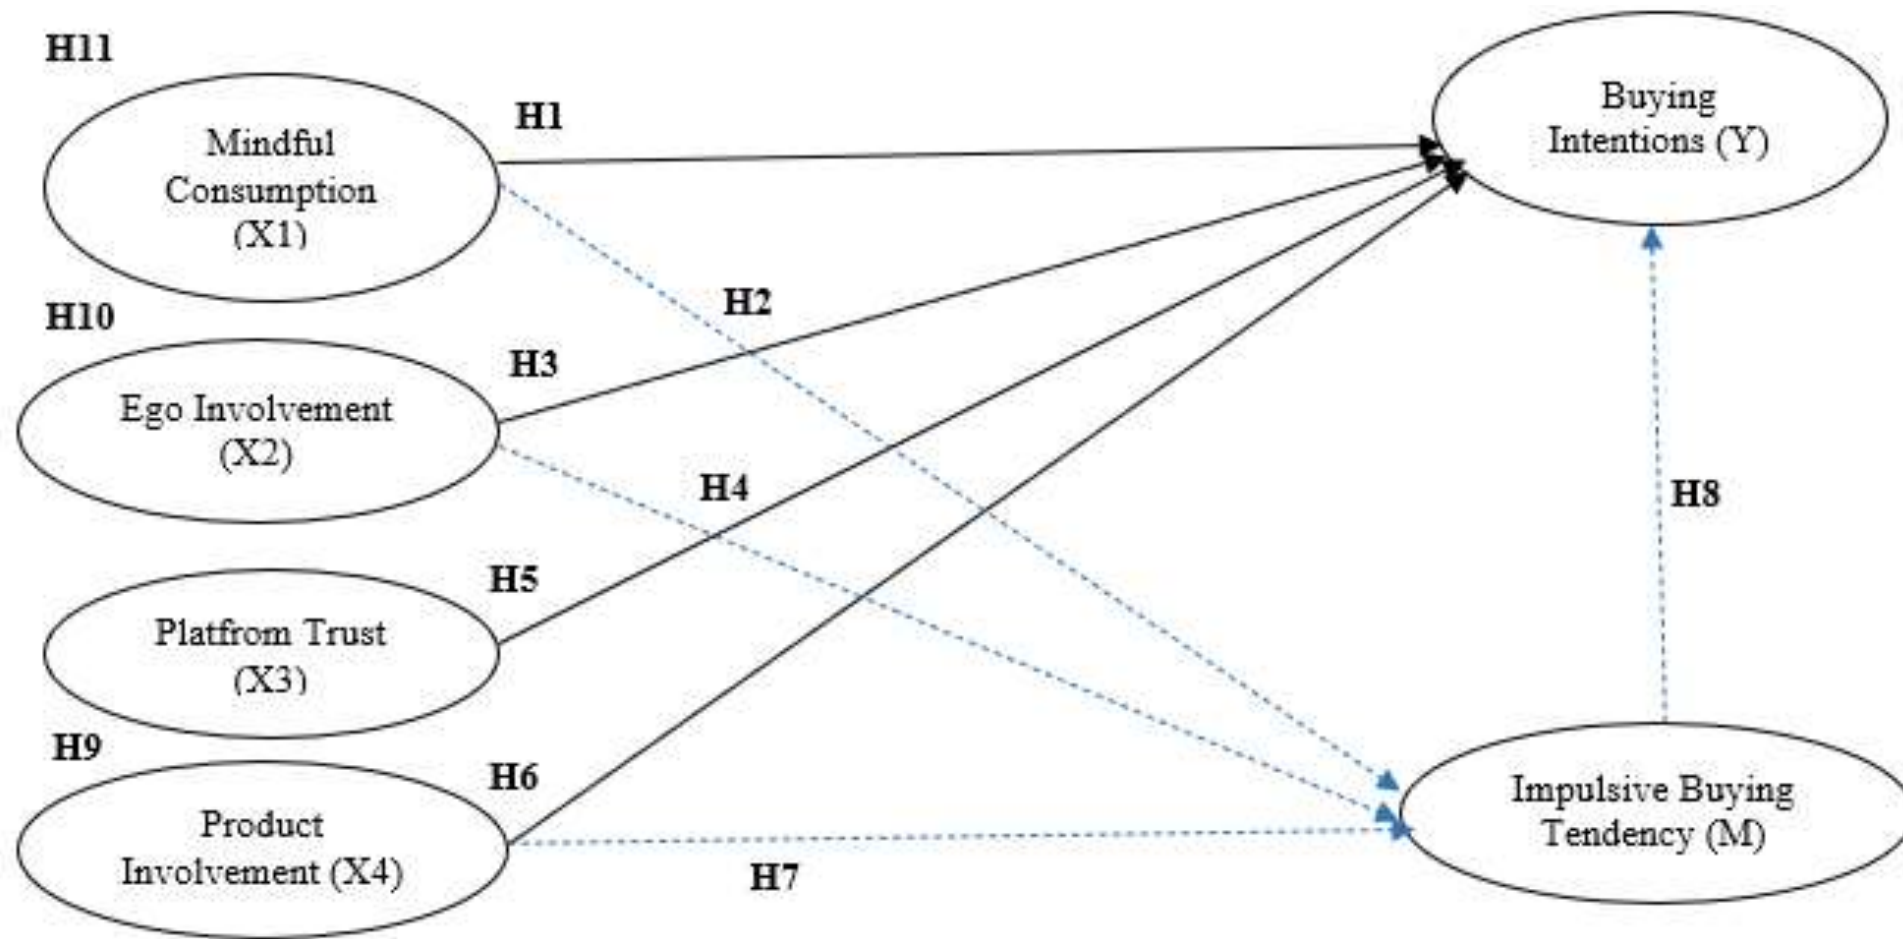 H11
Mindful
Consumption
(X1)
H1
Buying
Intentions (Y)
H2
H10
Ego Involvement
(X2)
H3
H4
H8
Platfrom Trust
(X3)
H5
H9
Product
Involvement (X4)
H6
H7
Impulsive Buying
Tendency (M)